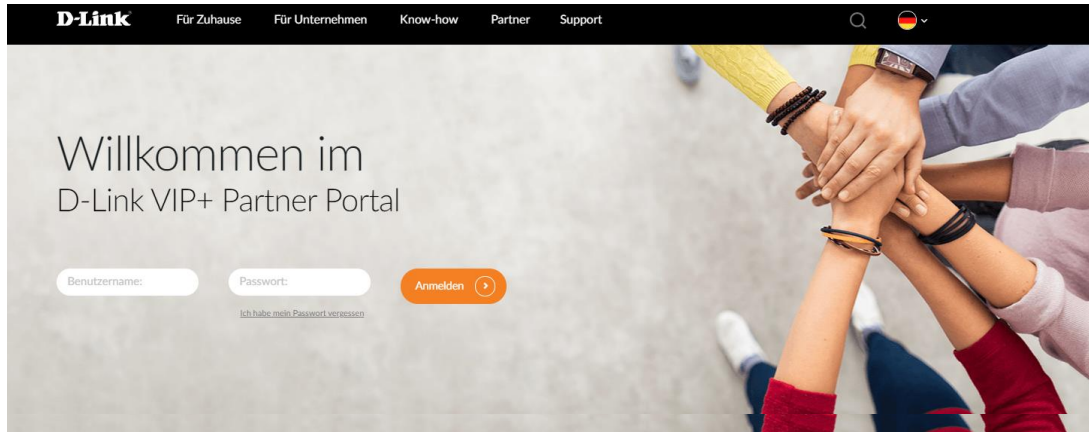 D-Link Für Zuhause Für Unternehmen Know-how Partner Support
Willkommen im
D-Link VIP+ Partner Portal
Benutzername: Passwort: Anmelden
Ich habe mein Passwort vergessen